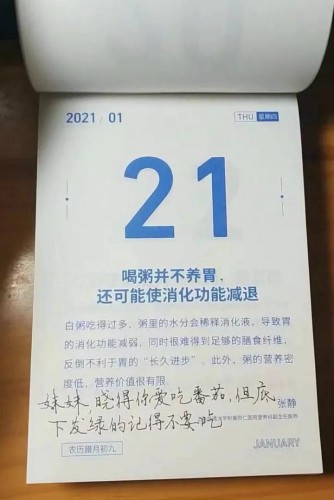 2021 / 01
THU 星期四
21
喝粥并不养胃,
还可能使消化功能减退
白粥吃得过多,粥里的水分会稀释消化液,导致胃
的消化功能减弱,同时很难得到足够的膳食纤维,
反倒不利于胃的“长久进步”。此外,粥的营养密
度低,营养价值很有限。
妹妹,晓得你爱吃番茄,但底
张静
下发绿的记得不要吃
JANUARY
农历腊月初九